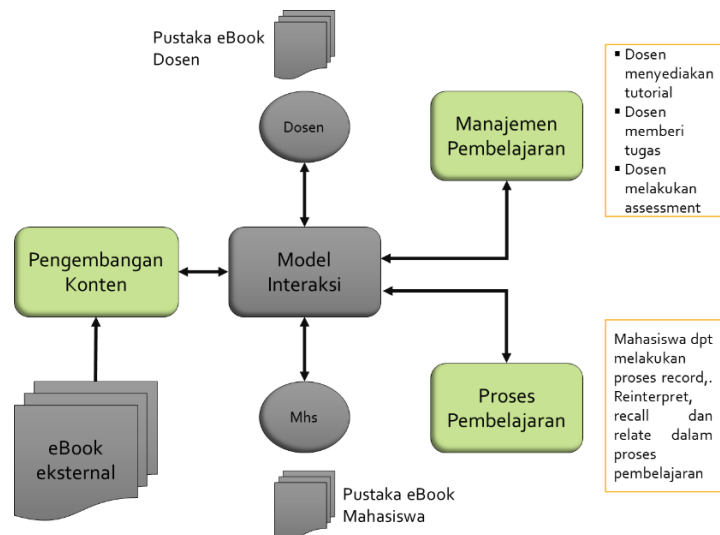 Pustaka eBook
Dosen
Dosen
Manajemen
Pembelajaran
▪ Dosen
menyediakan
tutorial
▪ Dosen
memberi
tugas
▪ Dosen
melakukan
assessment
Pengembangan
Konten
Model
Interaksi
eBook
eksternal
Mhs
Pustaka eBook
Mahasiswa
Proses
Pembelajaran
Mahasiswa dpt
melakukan
proses record,.
Reinterpret,
recall dan
relate dalam
proses
pembelajaran